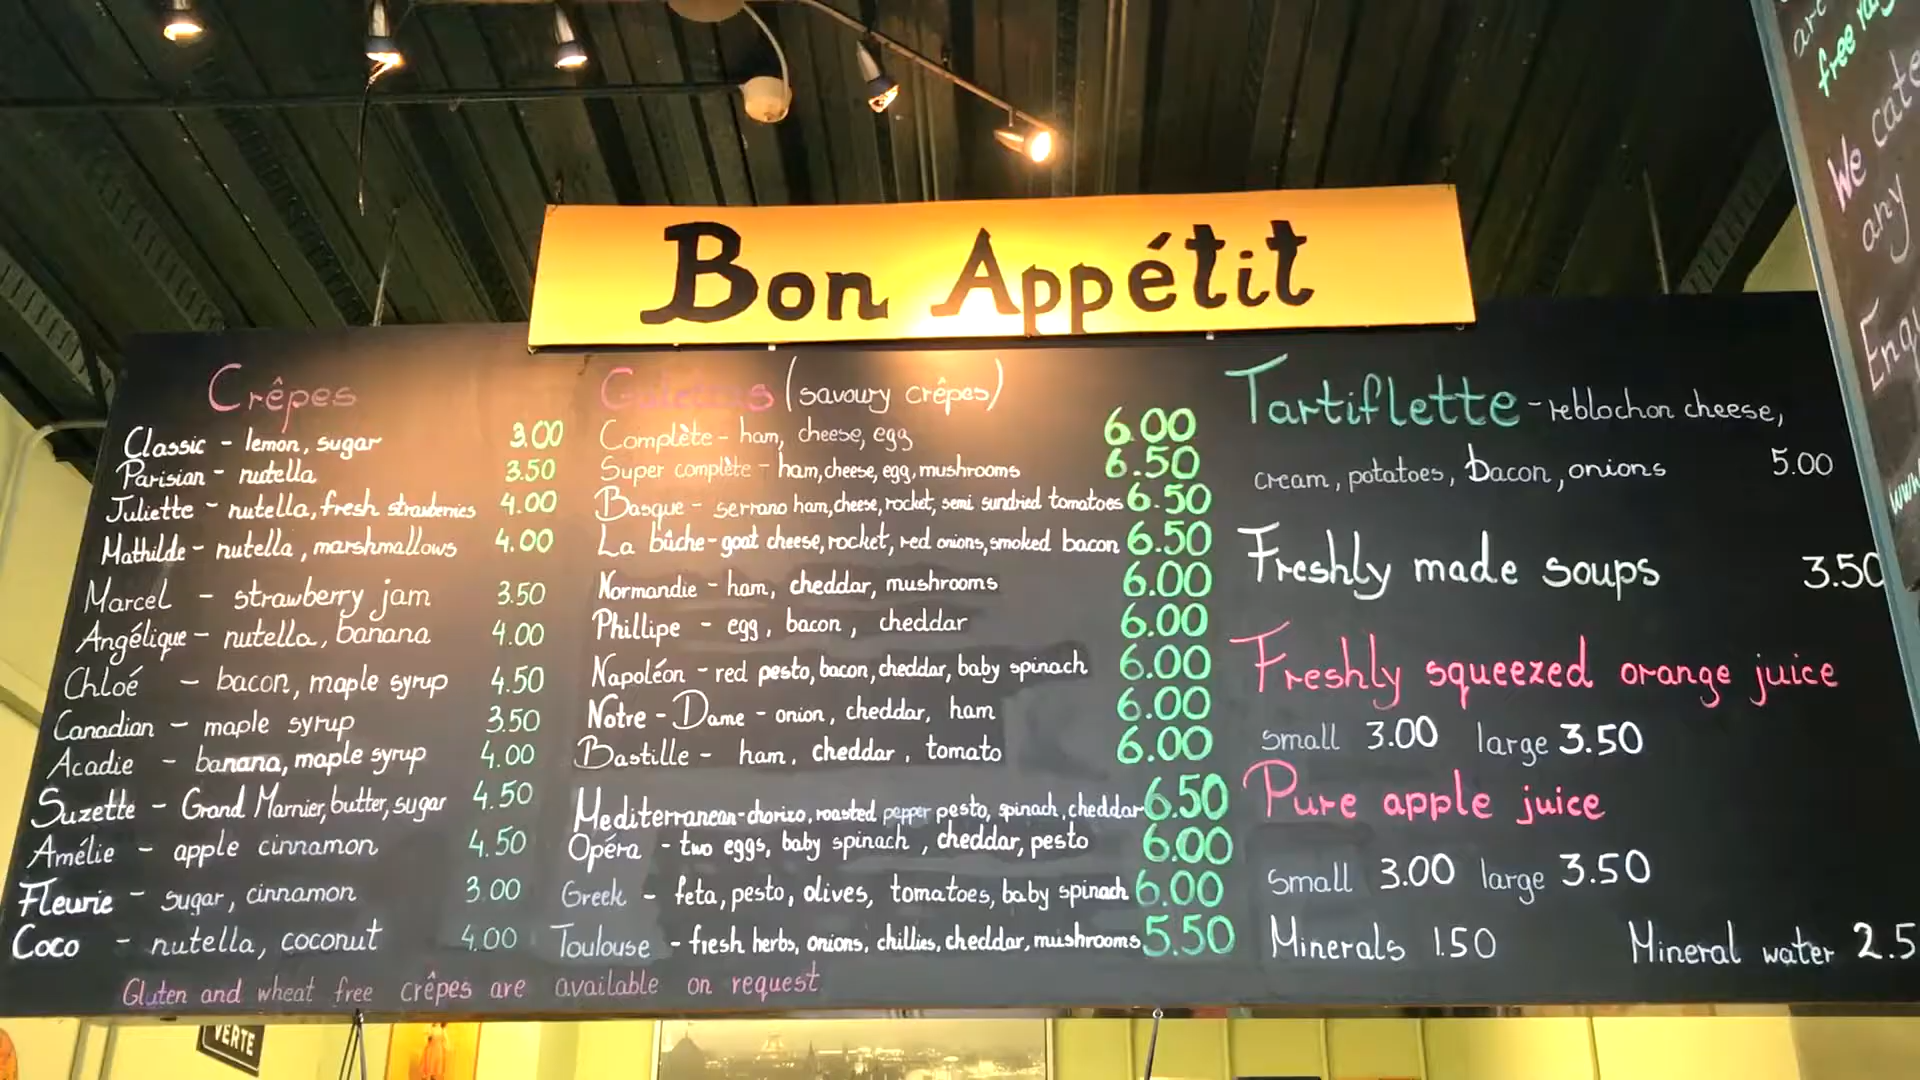 Bon Appétit
Crêpes
Classic - lemon, sugar 3.00
Parisian - nutella 3.50
Juliette - nutella, fresh strawberries 4.00
Mathilde - nutella, marshmallows 4.00
Marcel - strawberry jam 3.50
Angélique - nutella, banana 4.00
Chloé - bacon, maple syrup 4.50
Canadian - maple syrup 3.50
Acadie - banana, maple syrup 4.00
Suzette - Grand Marnier, butter, sugar 4.50
Amélie - apple cinnamon 4.50
Fleurie - sugar, cinnamon 3.00
Coco - nutella, coconut 4.00
Gluten and wheat free crêpes are available on request
(savoury crêpes)
Complète - ham, cheese, egg 6.00
Super complète - ham, cheese, egg, mushrooms 6.50
Basque - serrano ham, cheese, rocket, semi sundried tomatoes 6.50
La bûche - goat cheese, rocket, red onions, smoked bacon 6.50
Normandie - ham, cheddar, mushrooms 6.00
Phillipe - egg, bacon, cheddar 6.00
Napoléon - red pesto, bacon, cheddar, baby spinach 6.00
Notre-Dame - onion, cheddar, ham 6.00
Bastille - ham, cheddar, tomato 6.00
Mediterranean - chorizo, roasted pepper pesto, spinach, cheddar 6.50
Opéra - two eggs, baby spinach, cheddar, pesto 6.00
Greek - feta, pesto, olives, tomatoes, baby spinach 6.00
Toulouse - fresh herbs, onions, chillies, cheddar, mushrooms 5.50
Tartiflette - reblochon cheese,
cream, potatoes, bacon, onions 5.00
Freshly made soups 3.50
Freshly squeezed orange juice
small 3.00 large 3.50
Pure apple juice
small 3.00 large 3.50
Minerals 1.50 Mineral water 2.5
free
We cate
any
Enq
www
VERTE